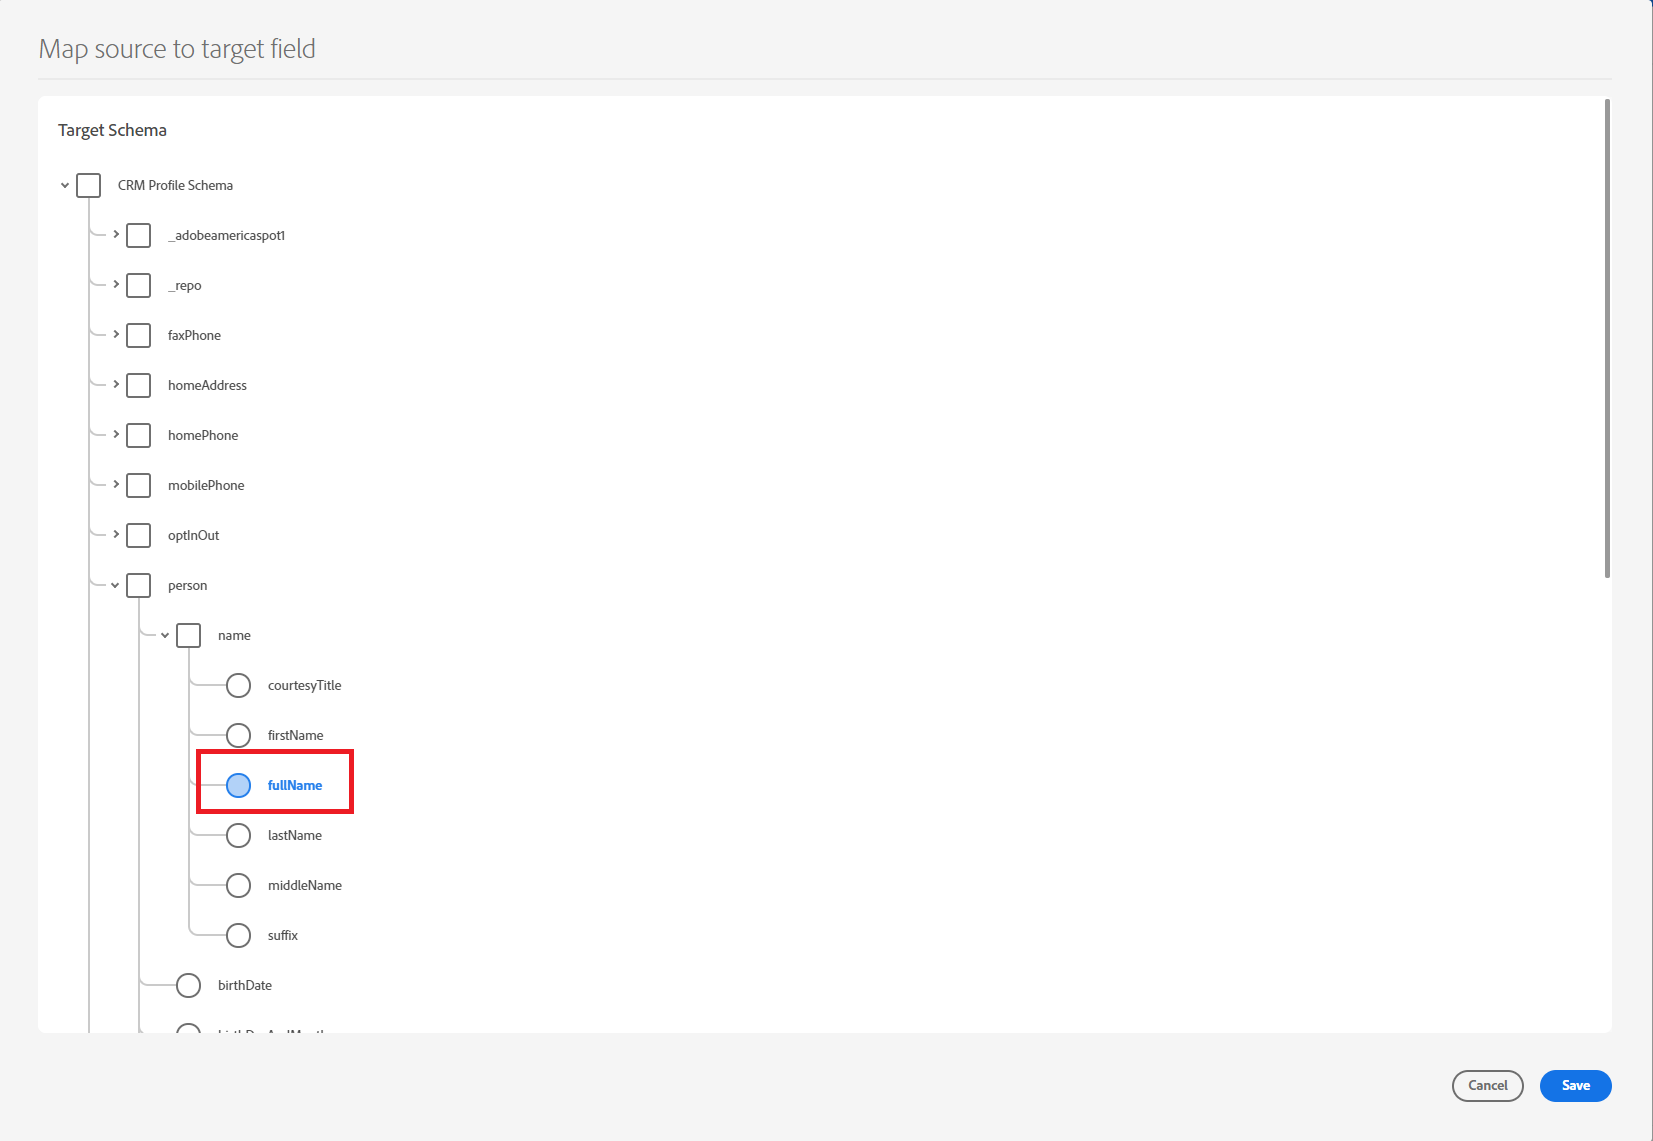 Map source to target field
Target Schema
CRM Profile Schema
_adobeamericaspot1
_repo
faxPhone
homeAddress
homePhone
mobilePhone
optInOut
person
name
courtesyTitle
firstName
fullName
lastName
middleName
suffix
birthDate
Cancel
Save